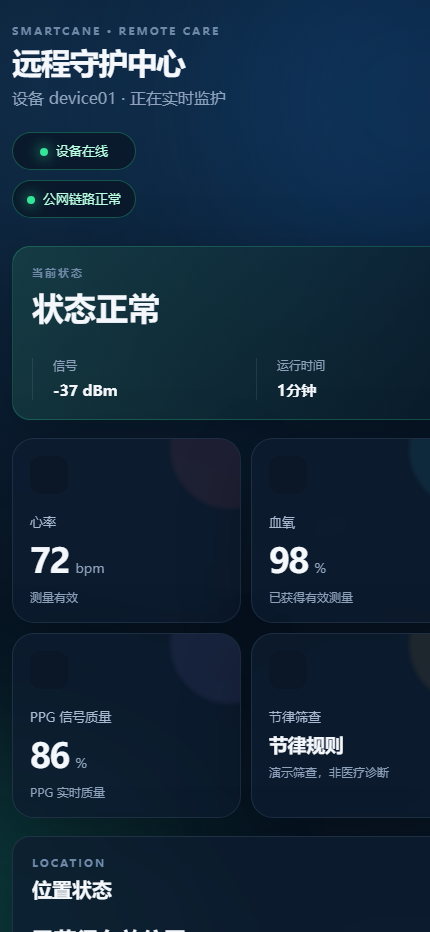 SMARTCANE • REMOTE CARE
远程守护中心
设备 device01 · 正在实时监护
设备在线
公网链路正常
当前状态
状态正常
信号
运行时间
-37 dBm
1分钟
心率
血氧
72 bpm
98 %
测量有效
已获得有效测量
PPG 信号质量
节律筛查
86 %
节律规则
PPG 实时质量
演示筛查，非医疗诊断
LOCATION
位置状态